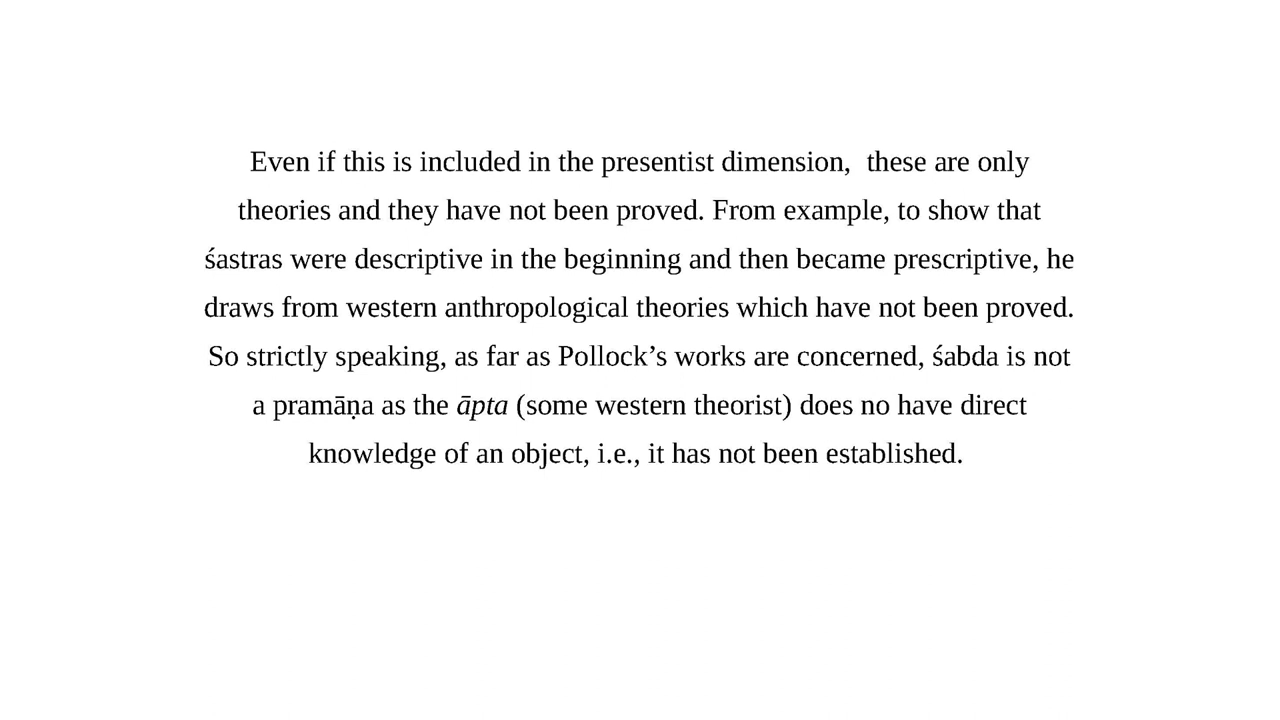 Even if this is included in the presentist dimension,  these are only
theories and they have not been proved. From example, to show that
śastras were descriptive in the beginning and then became prescriptive, he
draws from western anthropological theories which have not been proved.
So strictly speaking, as far as Pollock’s works are concerned, śabda is not
a pramāṇa as the āpta (some western theorist) does no have direct
knowledge of an object, i.e., it has not been established.